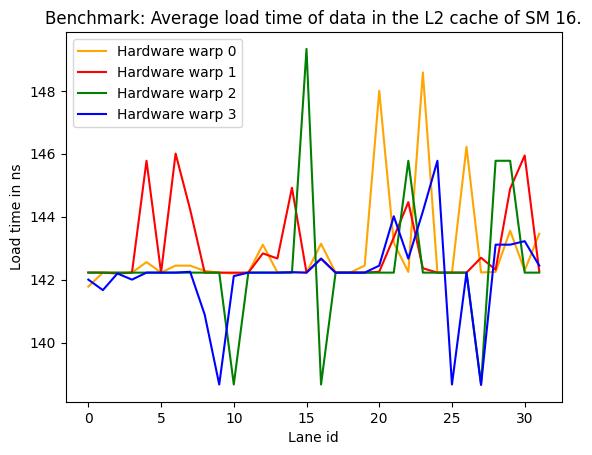 Benchmark: Average load time of data in the L2 cache of SM 16.
Hardware warp 0
Hardware warp 1
Hardware warp 2
Hardware warp 3
Load time in ns
148
146
144
142
140
0 5 10 15 20 25 30
Lane id